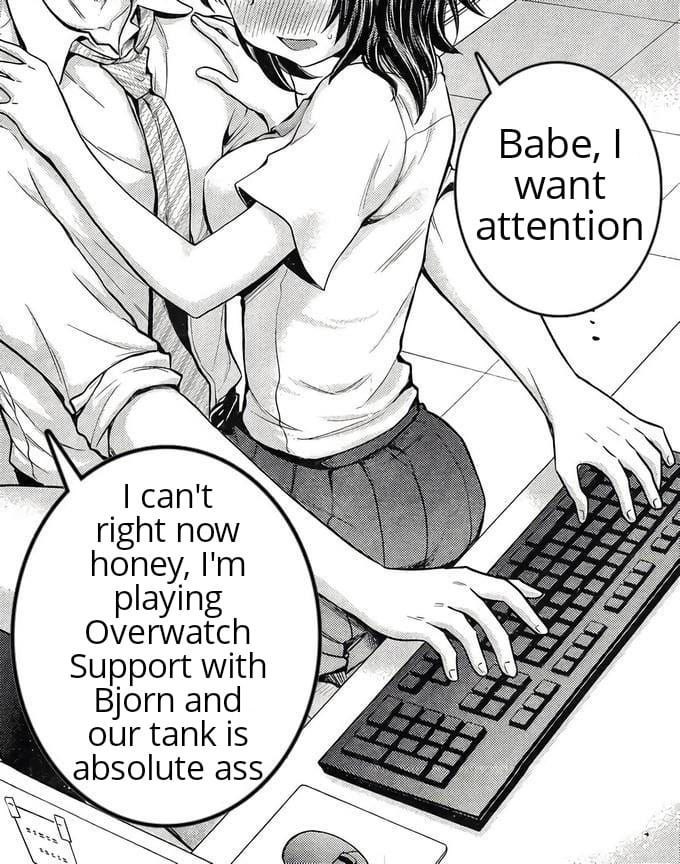 Babe, I
want
attention
I can't
right now
honey, I'm
playing
Overwatch
Support with
Bjorn and
our tank is
absolute ass